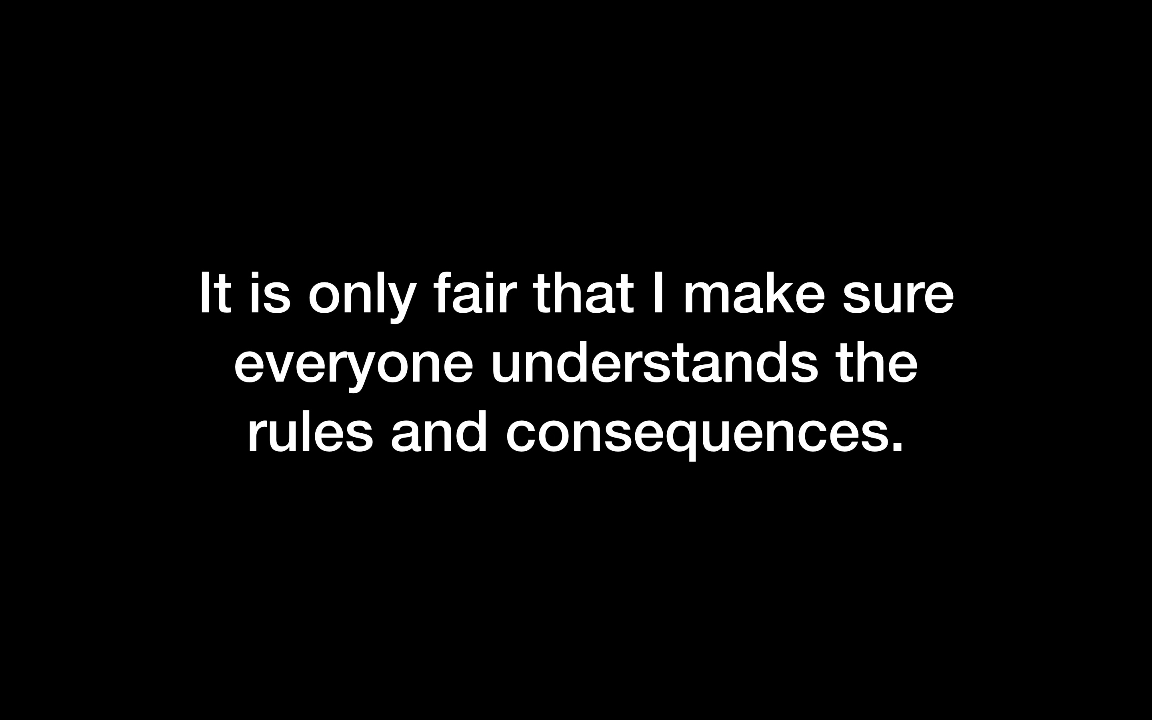 It is only fair that I make sure
everyone understands the
rules and consequences.